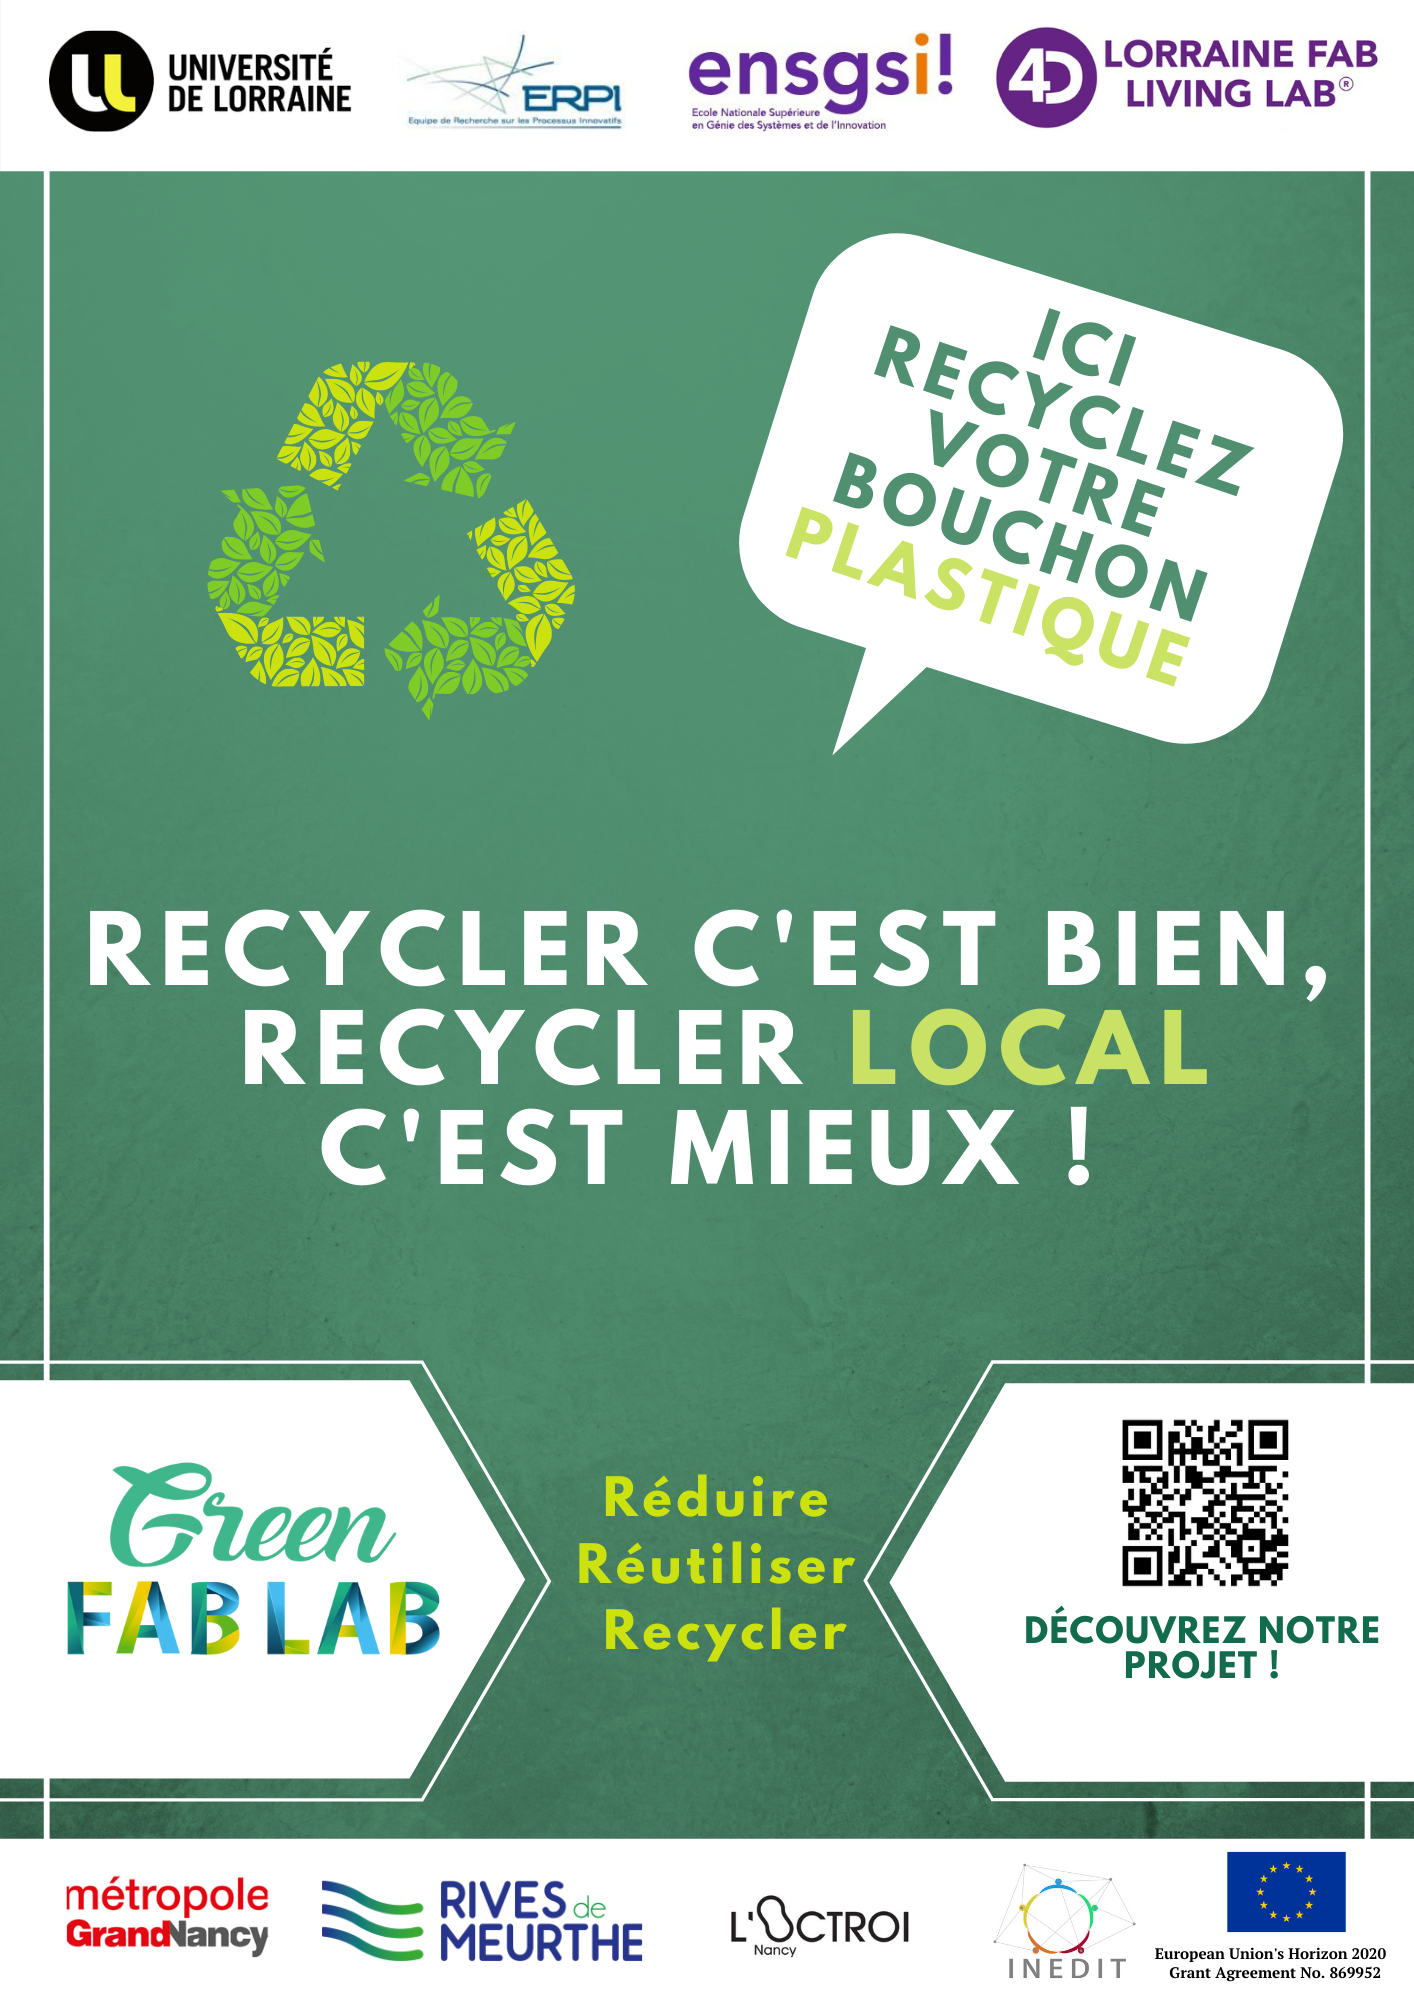 UNIVERSITÉ
DE LORRAINE
ERPI
Equipe de Recherche sur les Processus Innovatifs
ensgsi!
Ecole Nationale Supérieure
en Génie des Systèmes et de l'Innovation
4D
LORRAINE FAB
LIVING LAB®
ICI
RECYCLEZ
VOTRE
BOUCHON
PLASTIQUE
RECYCLER C'EST BIEN,
RECYCLER LOCAL
C'EST MIEUX !
Green
FAB LAB
Réduire
Réutiliser
Recycler
DÉCOUVREZ NOTRE
PROJET !
métropole
GrandNancy
RIVES de
MEURTHE
L'OCTROI
Nancy
INEDIT
European Union's Horizon 2020
Grant Agreement No. 869952